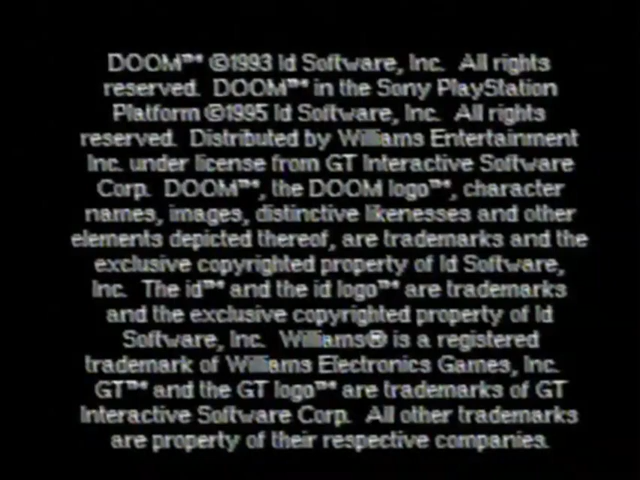 DOOM™ ©1993 Id Software, Inc. All rights
reserved. DOOM™ in the Sony PlayStation
Platform ©1995 Id Software, Inc. All rights
reserved. Distributed by Williams Entertainment
Inc. under license from GT Interactive Software
Corp. DOOM™, the DOOM logo™, character
names, images, distinctive likenesses and other
elements depicted thereof, are trademarks and the
exclusive copyrighted property of Id Software,
Inc. The id™ and the id logo™ are trademarks
and the exclusive copyrighted property of Id
Software, Inc. Williams® is a registered
trademark of Williams Electronics Games, Inc.
GT™ and the GT logo™ are trademarks of GT
Interactive Software Corp. All other trademarks
are property of their respective companies.